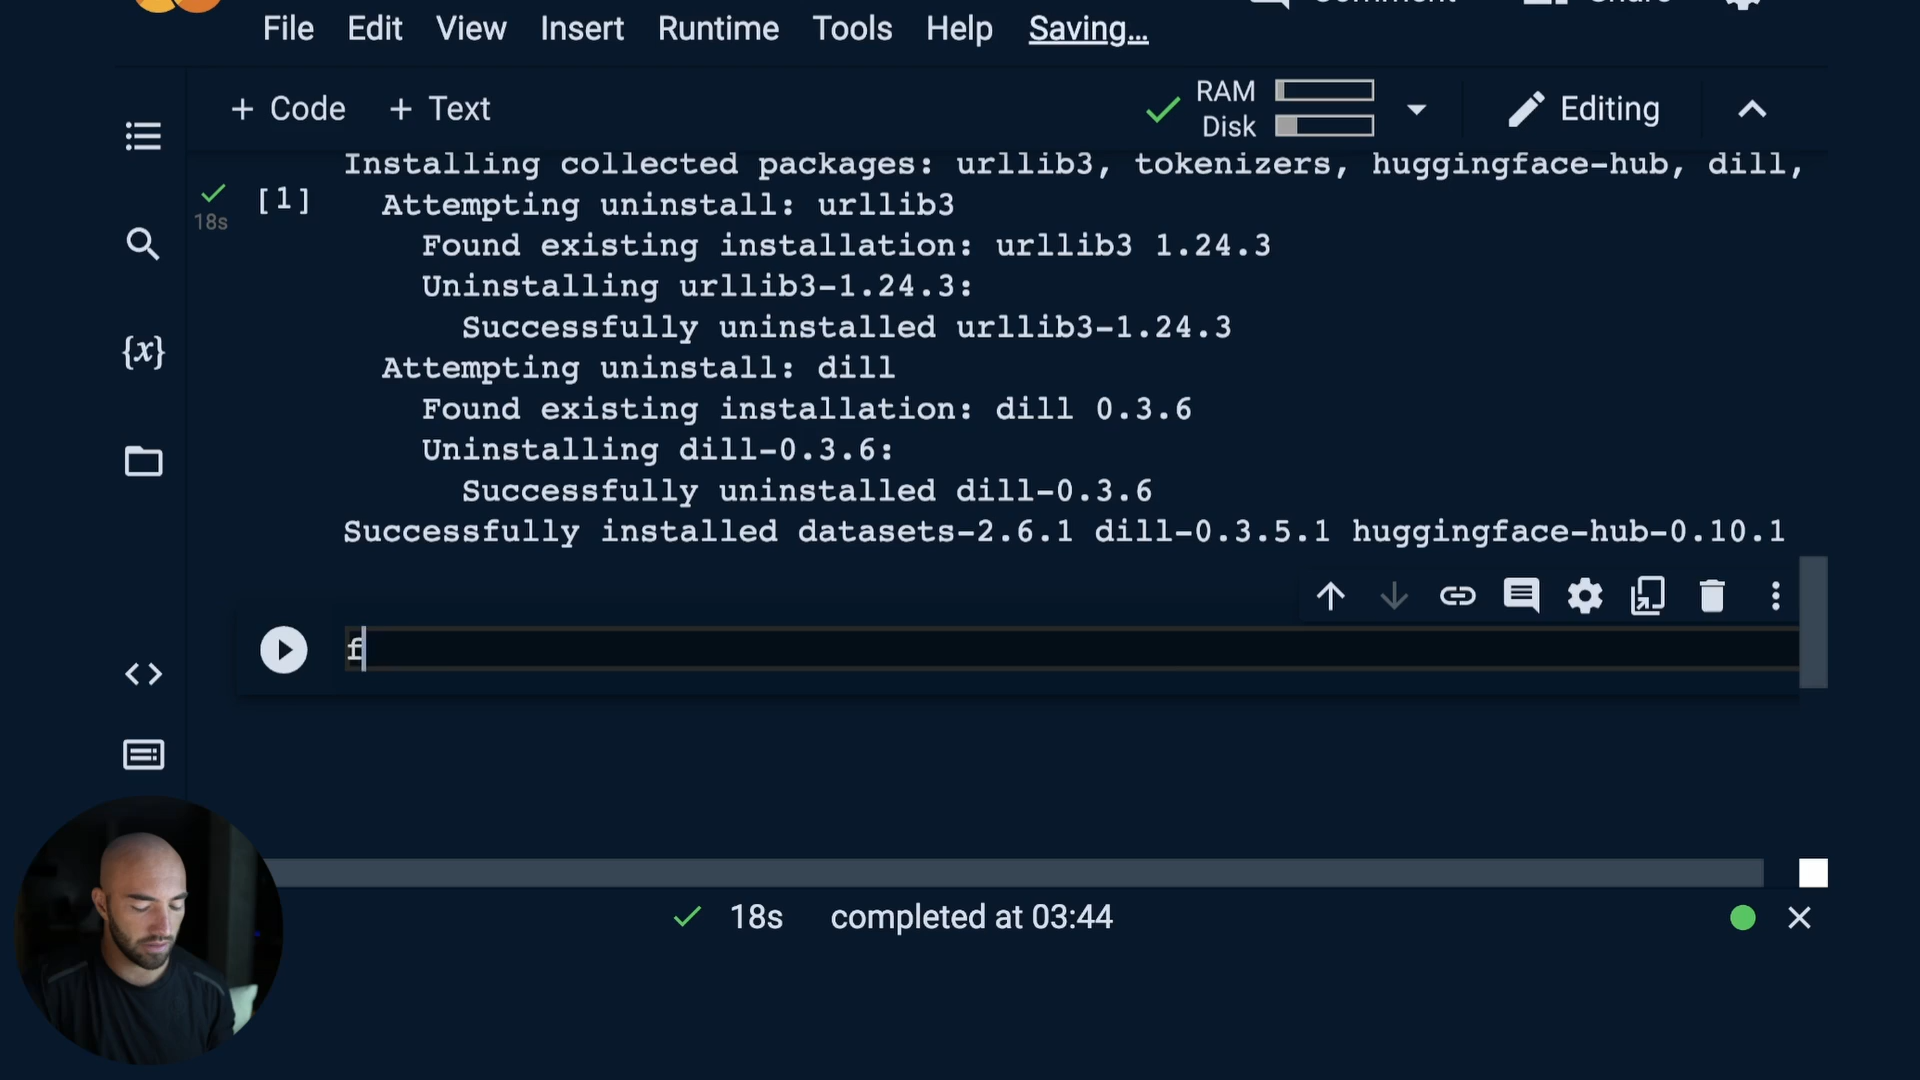 File Edit View Insert Runtime Tools Help Saving...
Comment Share
+ Code + Text RAM Disk Editing
Installing collected packages: urllib3, tokenizers, huggingface-hub, dill,
[1] Attempting uninstall: urllib3
18s
Found existing installation: urllib3 1.24.3
Uninstalling urllib3-1.24.3:
Successfully uninstalled urllib3-1.24.3
{x}
Attempting uninstall: dill
Found existing installation: dill 0.3.6
Uninstalling dill-0.3.6:
Successfully uninstalled dill-0.3.6
Successfully installed datasets-2.6.1 dill-0.3.5.1 huggingface-hub-0.10.1
f
18s completed at 03:44